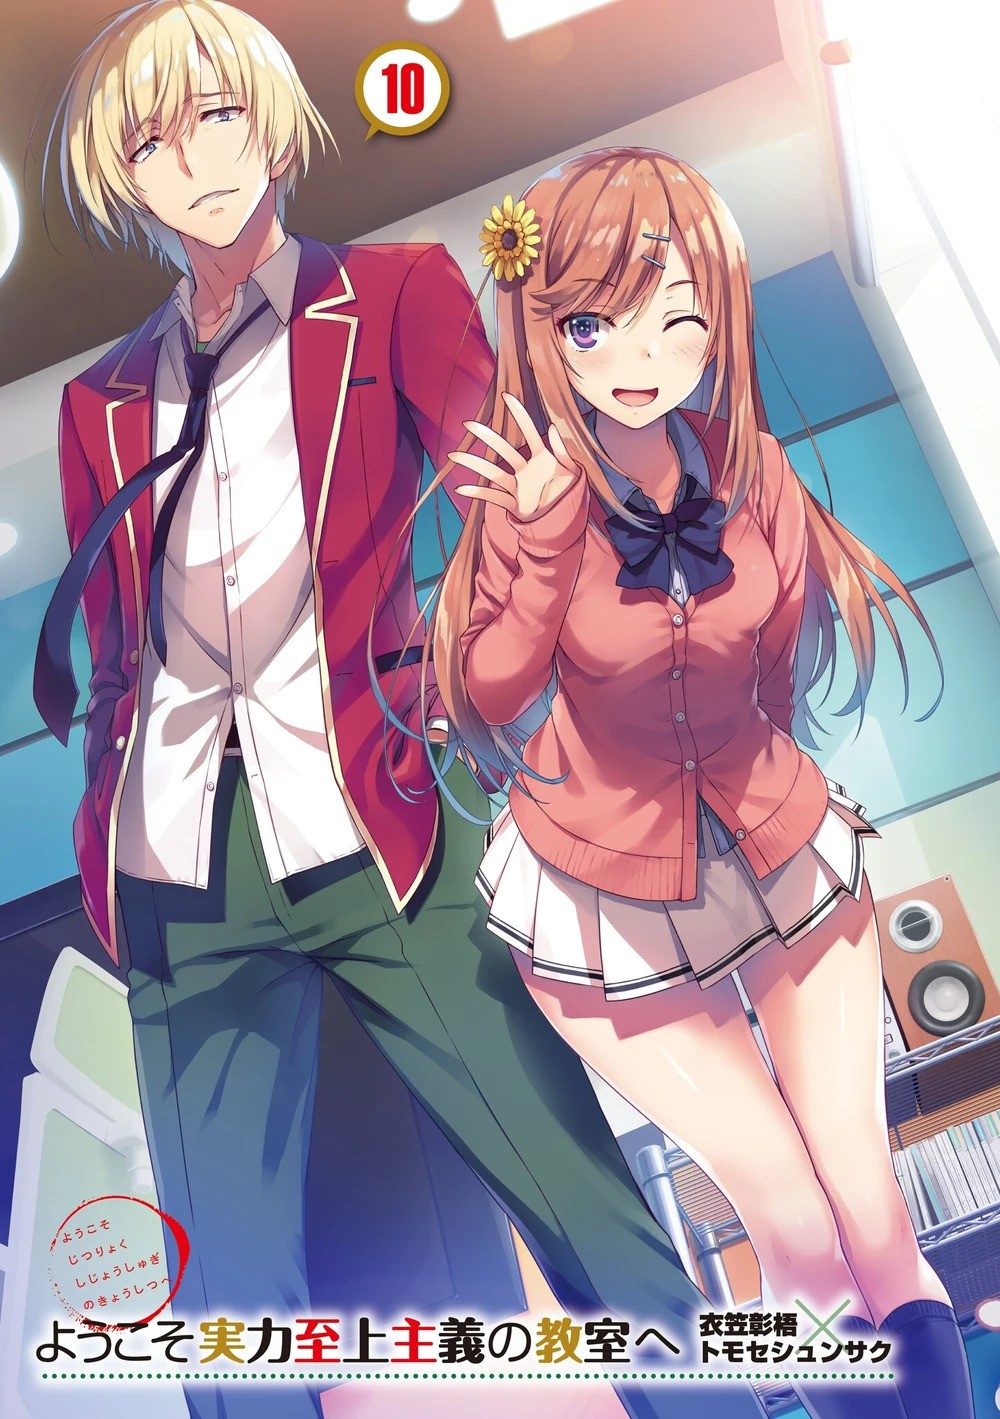 10
ようこそ
じつりょく
しじょうしゅぎ
のきょうしつへ
ようこそ実力至上主義の教室へ
衣笠彰梧×
トモセシュンサク